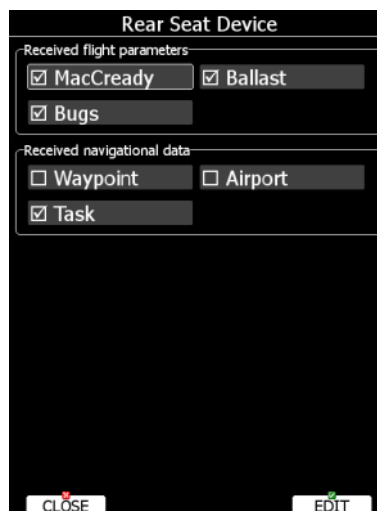 Rear Seat Device
Received flight parameters
MacCready Ballast
Bugs
Received navigational data
Waypoint Airport
Task
CLOSE EDIT